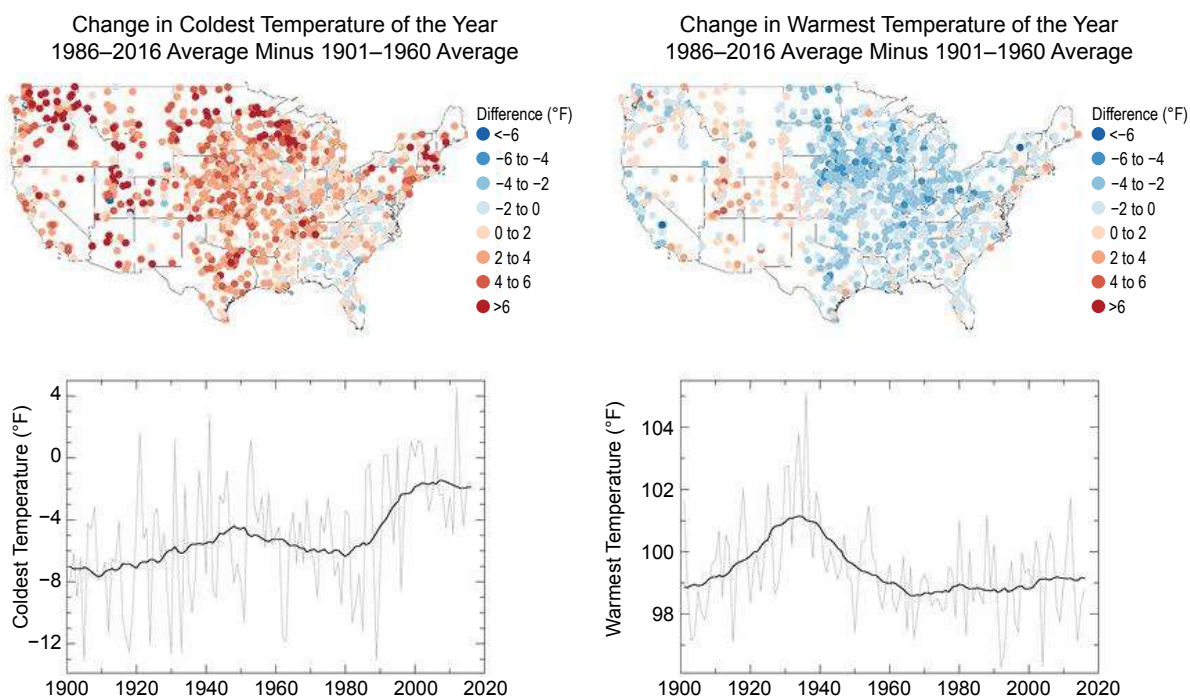 Change in Coldest Temperature of the Year
1986–2016 Average Minus 1901–1960 Average
Difference (°F)
<−6
−6 to −4
−4 to −2
−2 to 0
0 to 2
2 to 4
4 to 6
>6
Change in Warmest Temperature of the Year
1986–2016 Average Minus 1901–1960 Average
Difference (°F)
<−6
−6 to −4
−4 to −2
−2 to 0
0 to 2
2 to 4
4 to 6
>6
Coldest Temperature (°F)
4
0
−4
−8
−12
1900 1920 1940 1960 1980 2000 2020
Warmest Temperature (°F)
104
102
100
98
1900 1920 1940 1960 1980 2000 2020